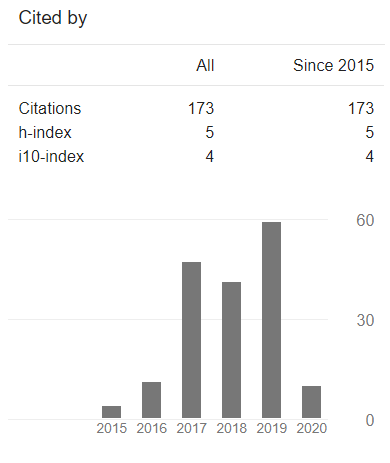 Cited by
All Since 2015
Citations 173 173
h-index 5 5
i10-index 4 4
60
30
0
2015 2016 2017 2018 2019 2020